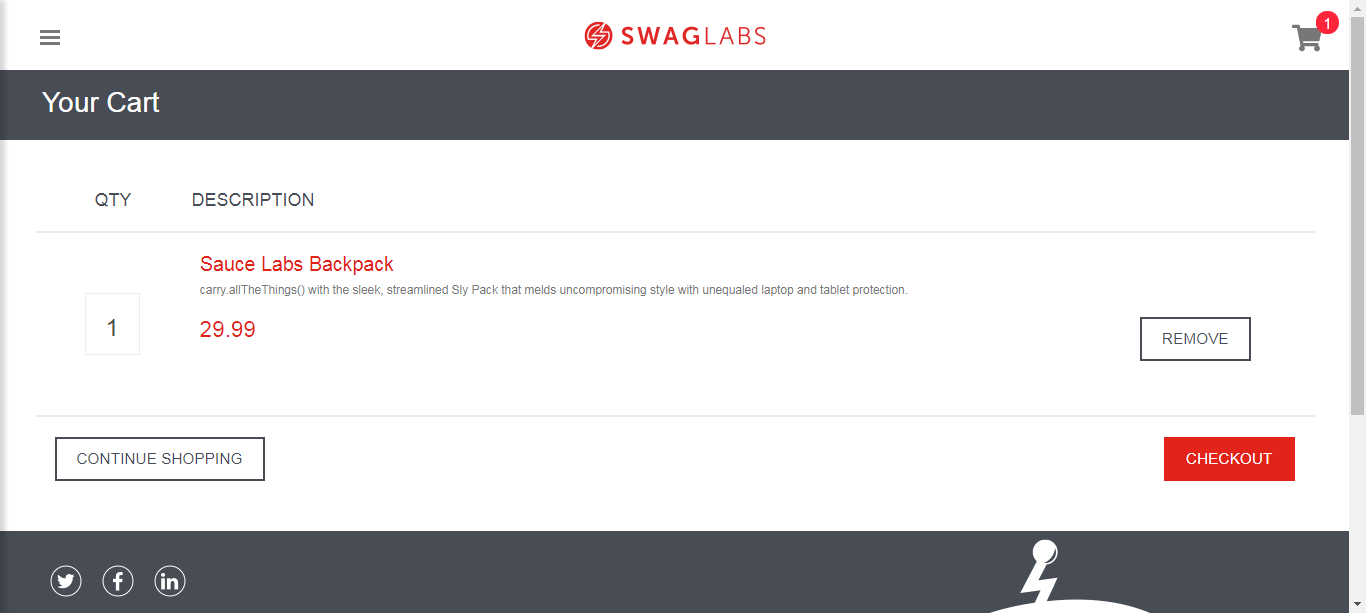 SWAGLABS
1
Your Cart
QTY DESCRIPTION
Sauce Labs Backpack
carry.allTheThings() with the sleek, streamlined Sly Pack that melds uncompromising style with unequaled laptop and tablet protection.
1
29.99
REMOVE
CONTINUE SHOPPING
CHECKOUT